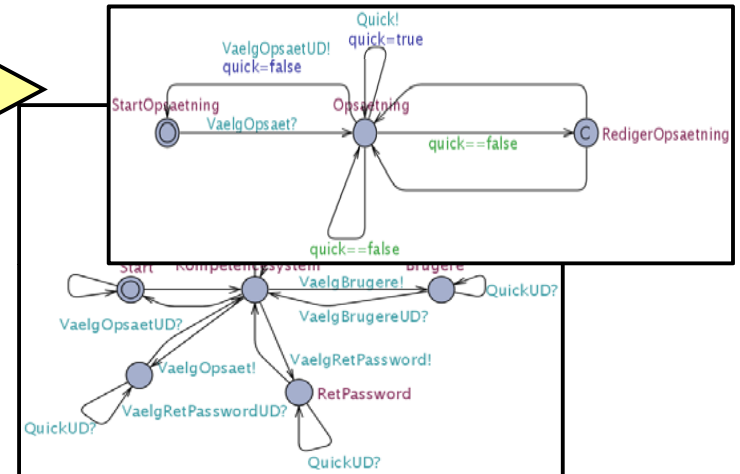 Quick!
quick=true
VaelgOpsaetUD!
quick=false
StartOpsaetning
Opsaetning
VaelgOpsaet?
quick==false
C
RedigerOpsaetning
quick==false
Start
Kompetencesystem
Brugere
VaelgBrugere!
QuickUD?
VaelgBrugereUD?
VaelgOpsaetUD?
VaelgOpsaet!
VaelgRetPassword!
RetPassword
VaelgRetPasswordUD?
QuickUD?
QuickUD?